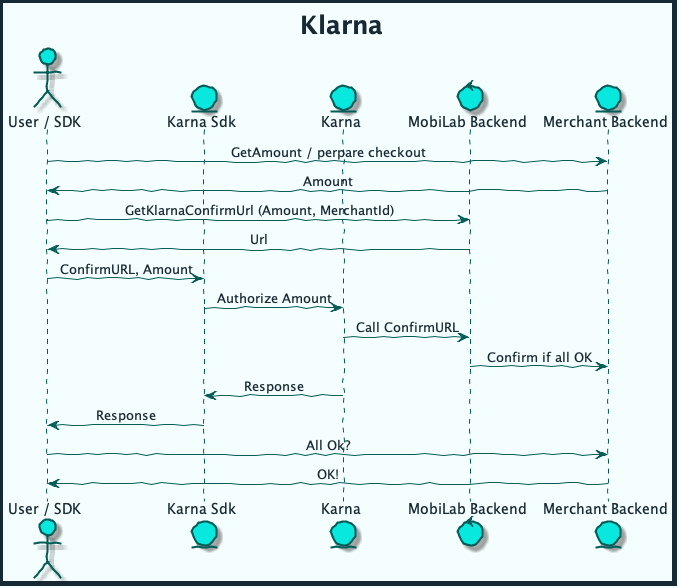 Klarna
User / SDK
Karna Sdk
Karna
MobiLab Backend
Merchant Backend
GetAmount / perpare checkout
Amount
GetKlarnaConfirmUrl (Amount, MerchantId)
Url
ConfirmURL, Amount
Authorize Amount
Call ConfirmURL
Confirm if all OK
Response
Response
All Ok?
OK!
User / SDK
Karna Sdk
Karna
MobiLab Backend
Merchant Backend